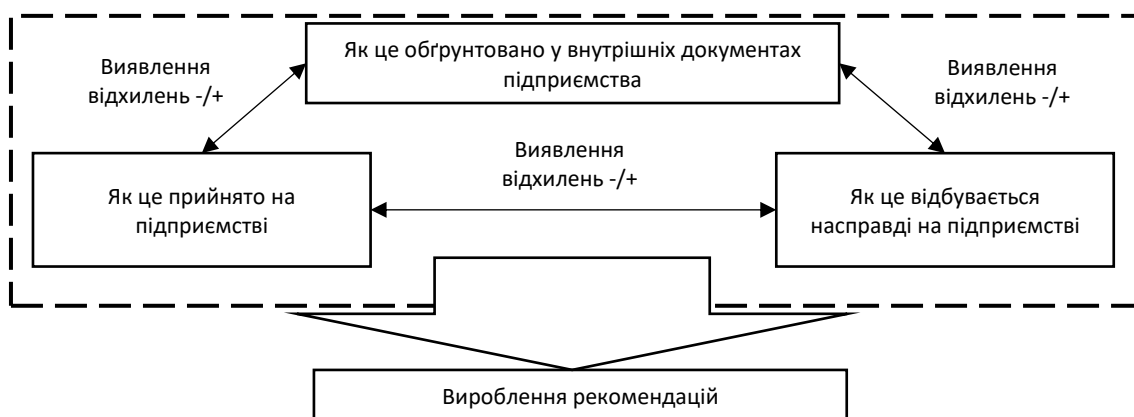 Як це обґрунтовано у внутрішніх документах
підприємства
Виявлення
відхилень -/+
Виявлення
відхилень -/+
Виявлення
відхилень -/+
Як це прийнято на
підприємстві
Як це відбувається
насправді на підприємстві
Вироблення рекомендацій